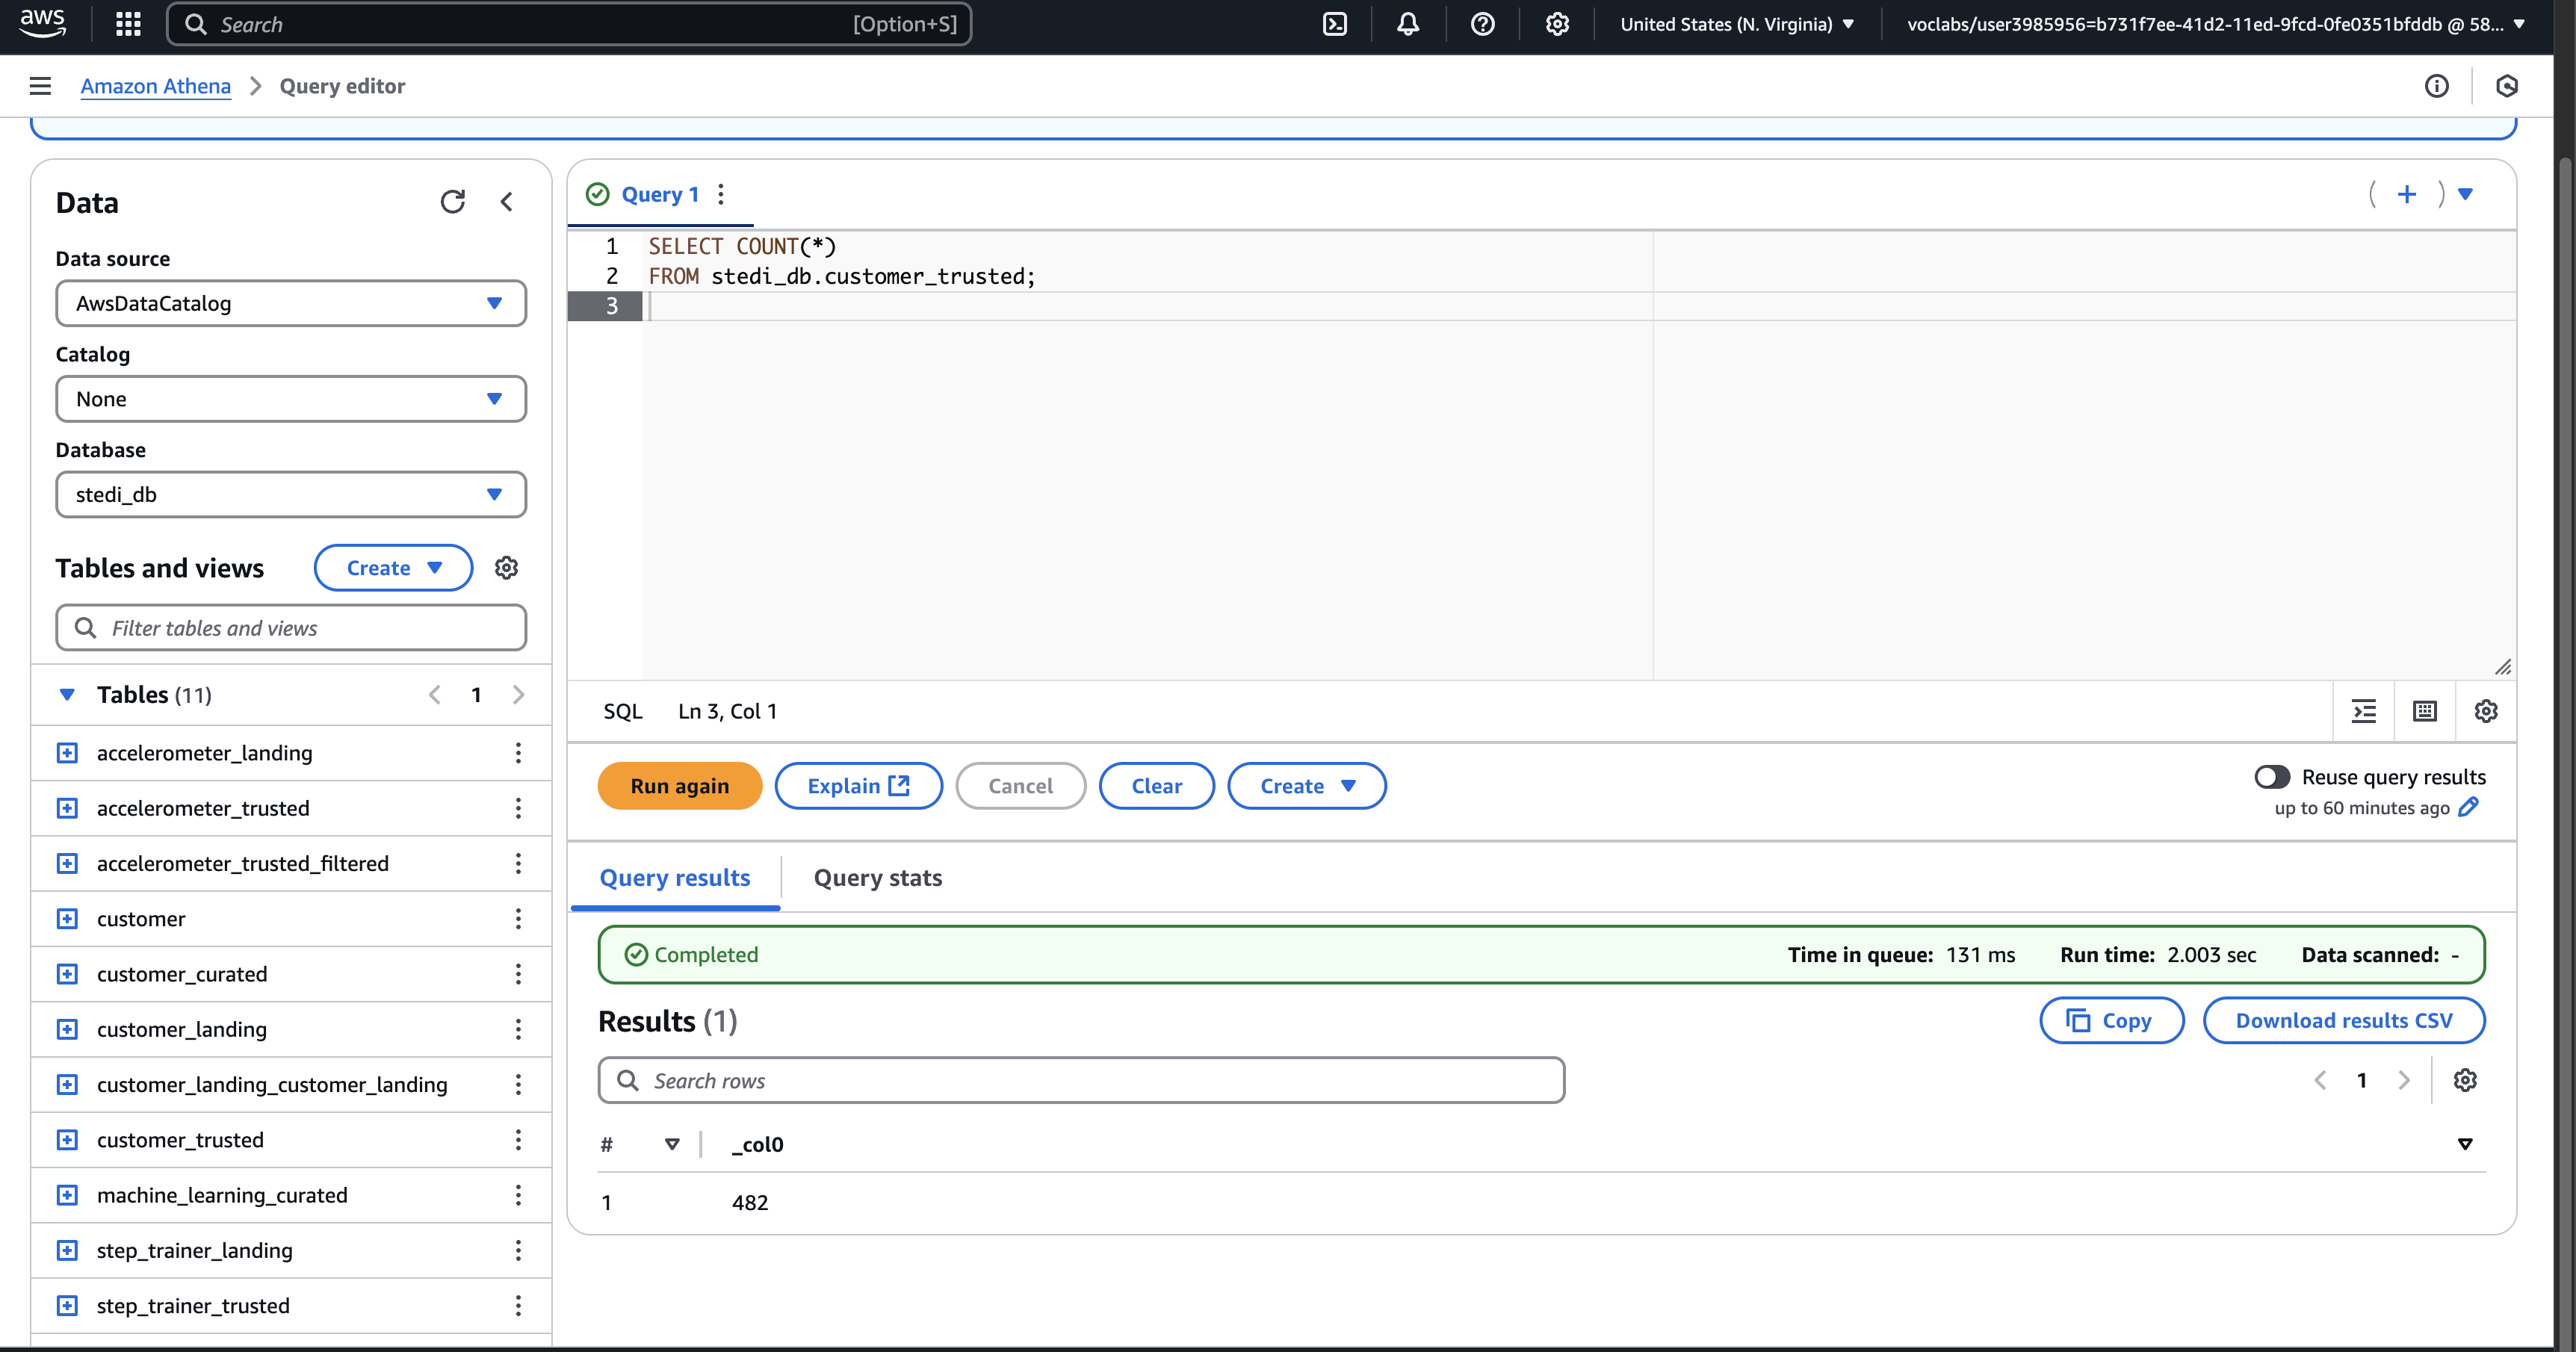 aws
Search [Option+S]
United States (N. Virginia)
voclabs/user3985956=b731f7ee-41d2-11ed-9fcd-0fe0351bfddb @ 58...
Amazon Athena > Query editor
Data
Data source
AwsDataCatalog
Catalog
None
Database
stedi_db
Tables and views
Create
Filter tables and views
Tables (11)
1
accelerometer_landing
accelerometer_trusted
accelerometer_trusted_filtered
customer
customer_curated
customer_landing
customer_landing_customer_landing
customer_trusted
machine_learning_curated
step_trainer_landing
step_trainer_trusted
Query 1
1 SELECT COUNT(*)
2 FROM stedi_db.customer_trusted;
3
SQL Ln 3, Col 1
Run again
Explain
Cancel
Clear
Create
Reuse query results
up to 60 minutes ago
Query results
Query stats
Completed
Time in queue: 131 ms
Run time: 2.003 sec
Data scanned: -
Results (1)
Copy
Download results CSV
Search rows
1
# _col0
1 482